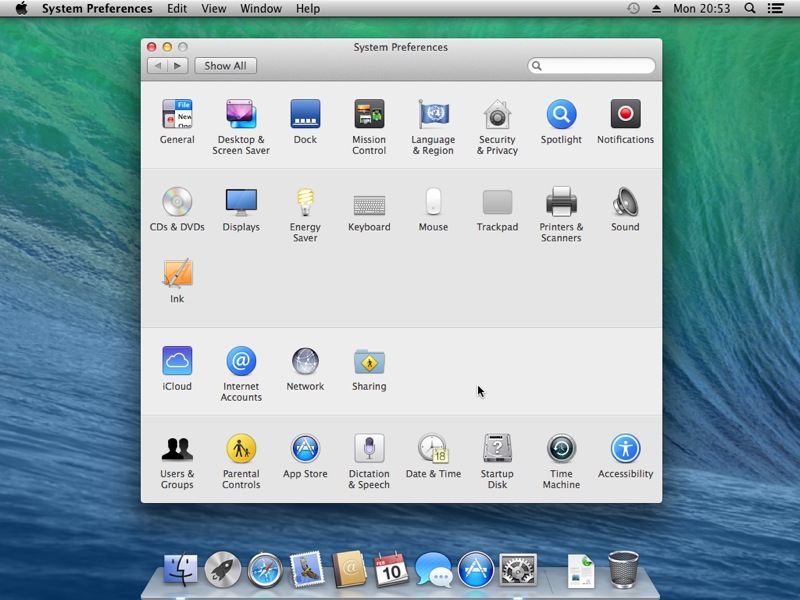 System Preferences Edit View Window Help Mon 20:53
System Preferences
Show All
File
New
General
Desktop &
Screen Saver
Dock
Mission
Control
Language
& Region
Security
& Privacy
Spotlight
Notifications
CDs & DVDs
Displays
Energy
Saver
Keyboard
Mouse
Trackpad
Printers &
Scanners
Sound
Ink
iCloud
Internet
Accounts
Network
Sharing
Users &
Groups
Parental
Controls
App Store
Dictation
& Speech
18
Date & Time
Startup
Disk
Time
Machine
Accessibility
FEB
10